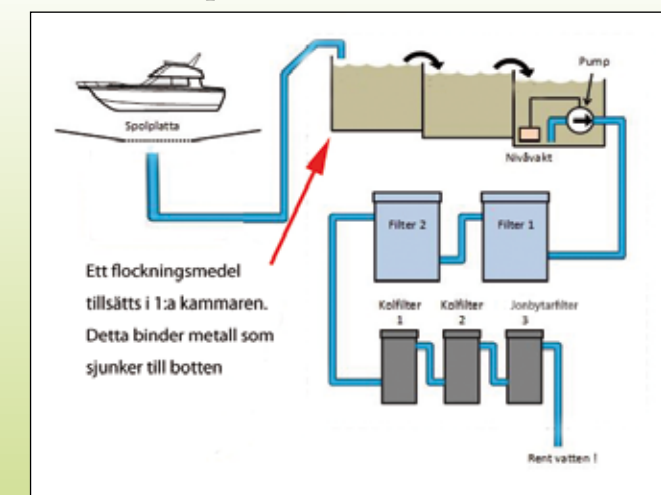 Pump
Spolplatta
Nivåvakt
Filter 2
Filter 1
Ett flockningsmedel
tillsätts i 1:a kammaren.
Detta binder metall som
sjunker till botten
Kolfilter
1
Kolfilter
2
Jonbytarfilter
3
Rent vatten !